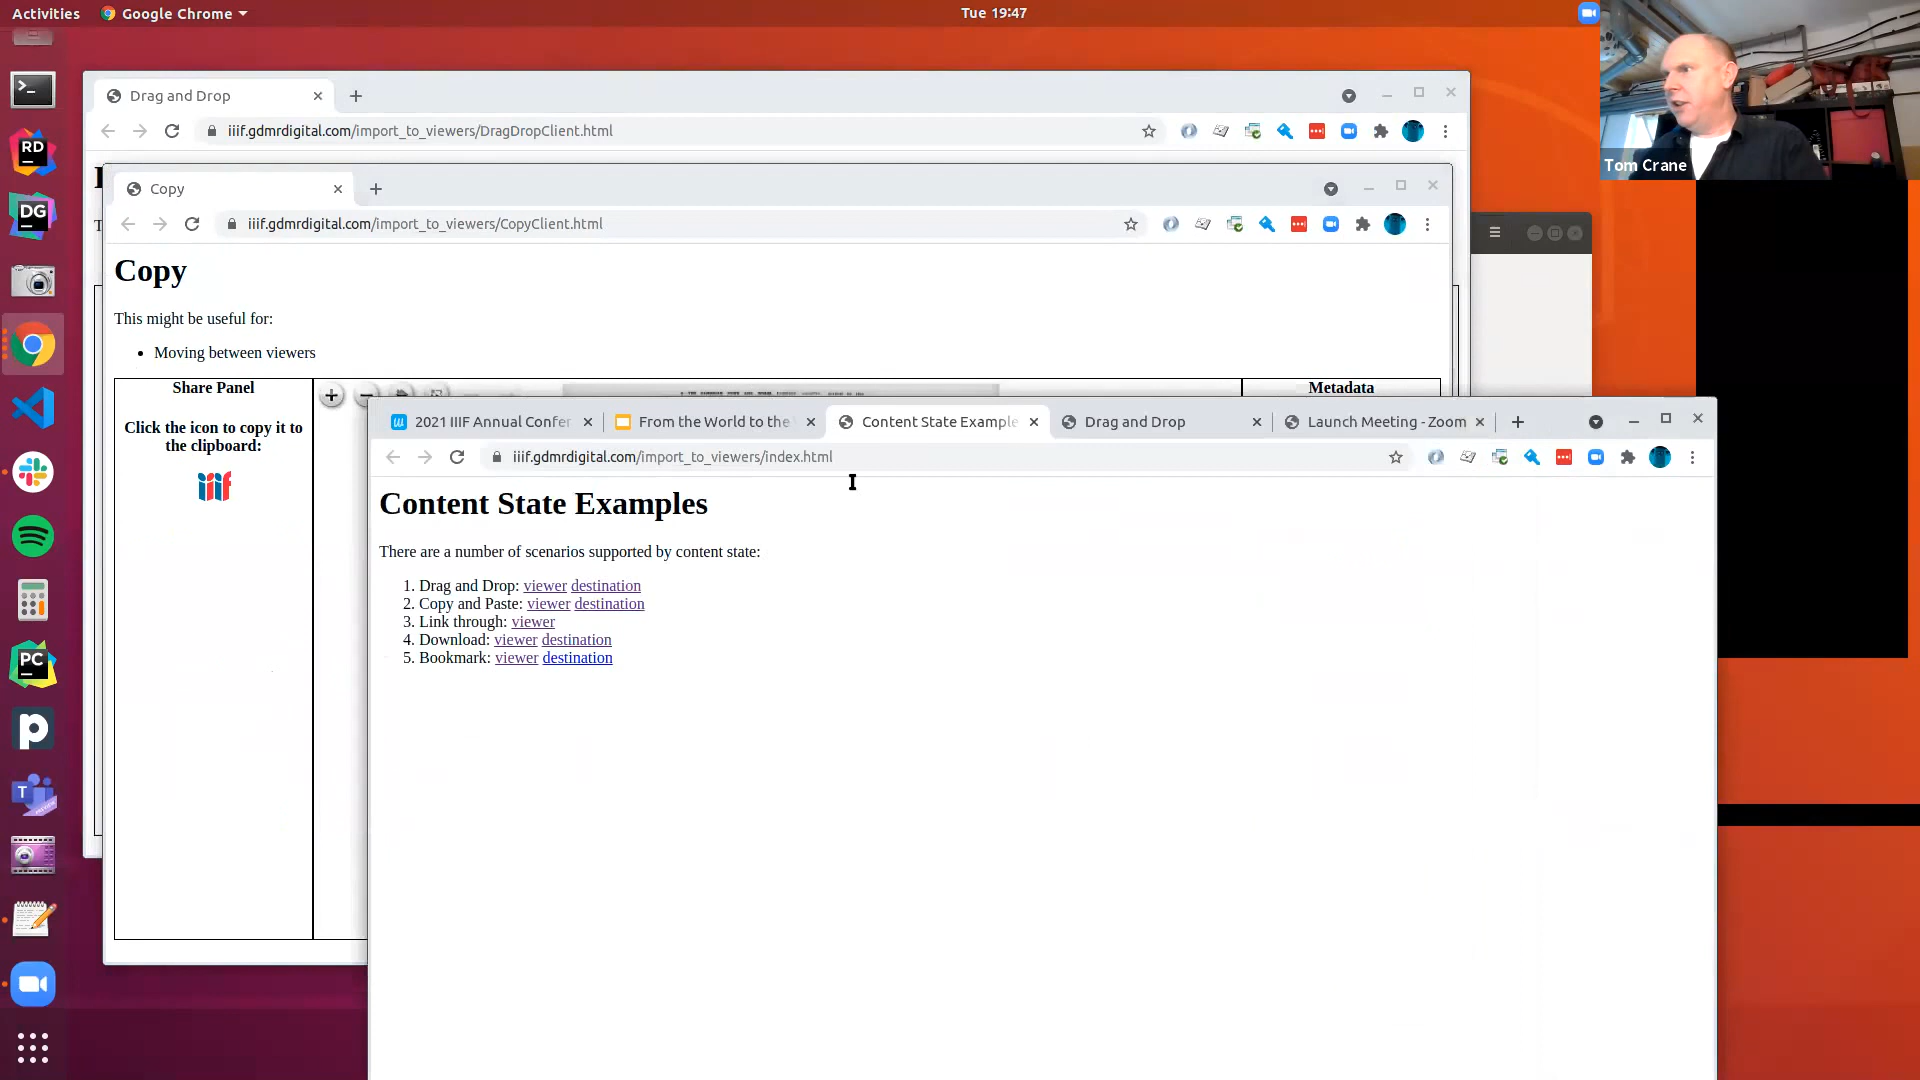 Activities
Google Chrome
Tue 19:47
Drag and Drop
iiif.gdmrdigital.com/import_to_viewers/DragDropClient.html
Copy
iiif.gdmrdigital.com/import_to_viewers/CopyClient.html
Copy
This might be useful for:
• Moving between viewers
Share Panel
Metadata
Click the icon to copy it to
the clipboard:
iiif
2021 IIIF Annual Confer
From the World to the
Content State Example
Drag and Drop
Launch Meeting - Zoom
iiif.gdmrdigital.com/import_to_viewers/index.html
Content State Examples
There are a number of scenarios supported by content state:
1. Drag and Drop: viewer destination
2. Copy and Paste: viewer destination
3. Link through: viewer
4. Download: viewer destination
5. Bookmark: viewer destination
Tom Crane
RD
DG
PC
T